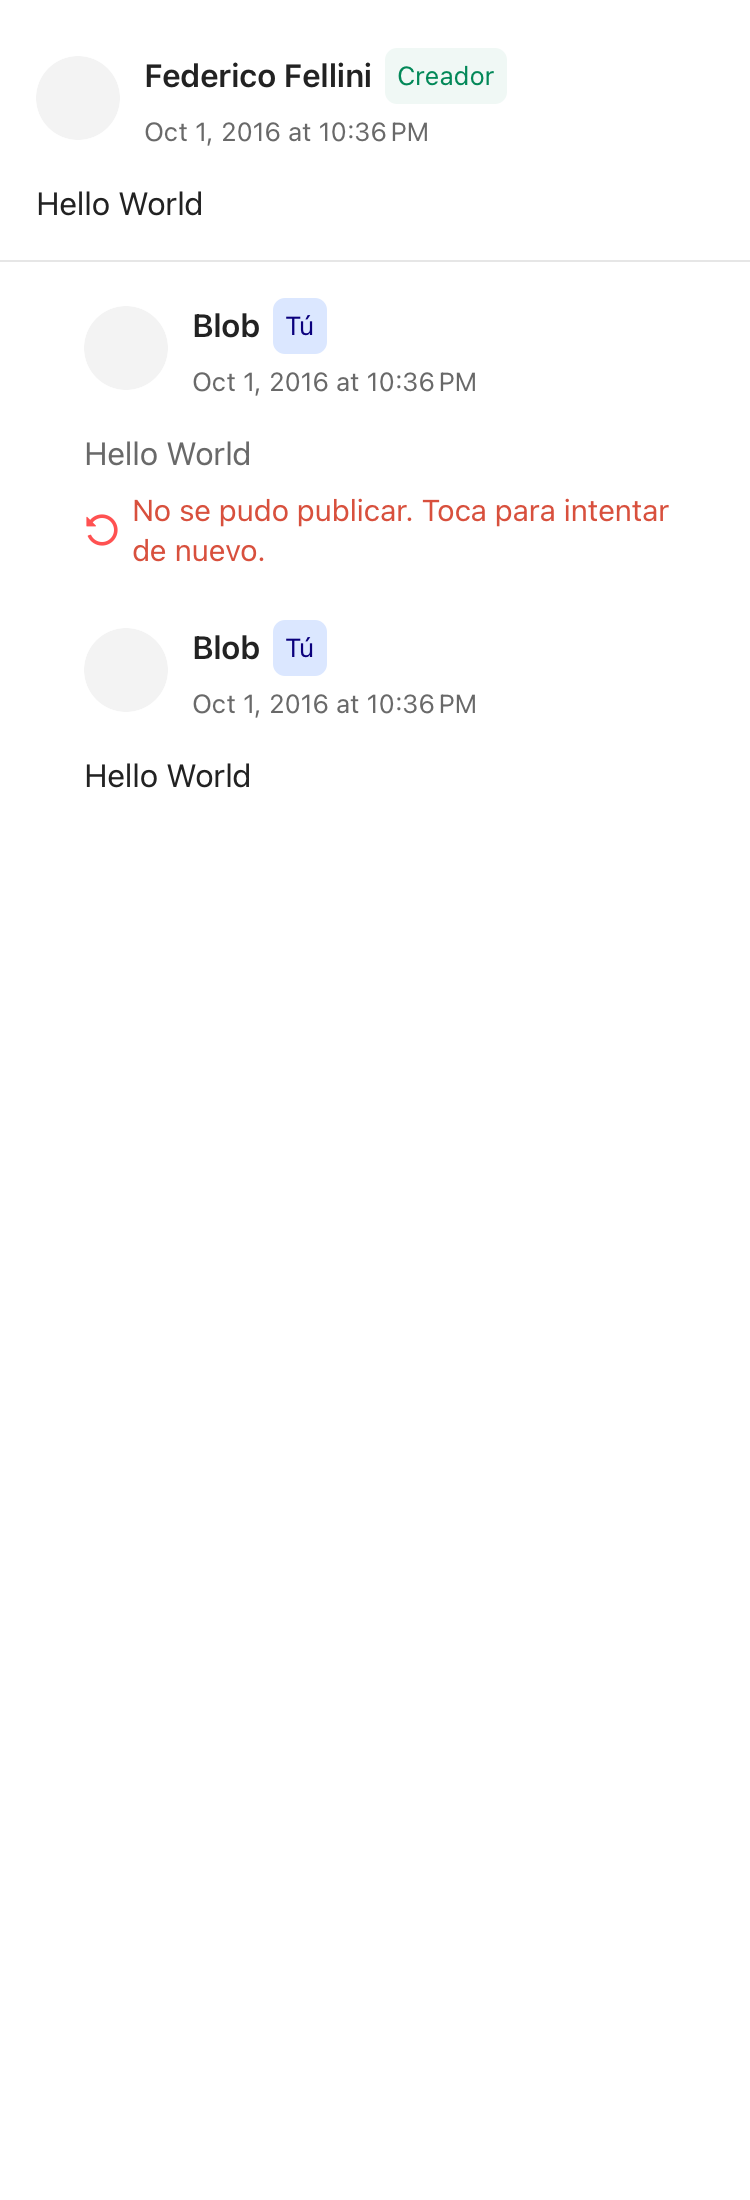 Federico Fellini Creador
Oct 1, 2016 at 10:36 PM
Hello World
Blob Tú
Oct 1, 2016 at 10:36 PM
Hello World
No se pudo publicar. Toca para intentar
de nuevo.
Blob Tú
Oct 1, 2016 at 10:36 PM
Hello World